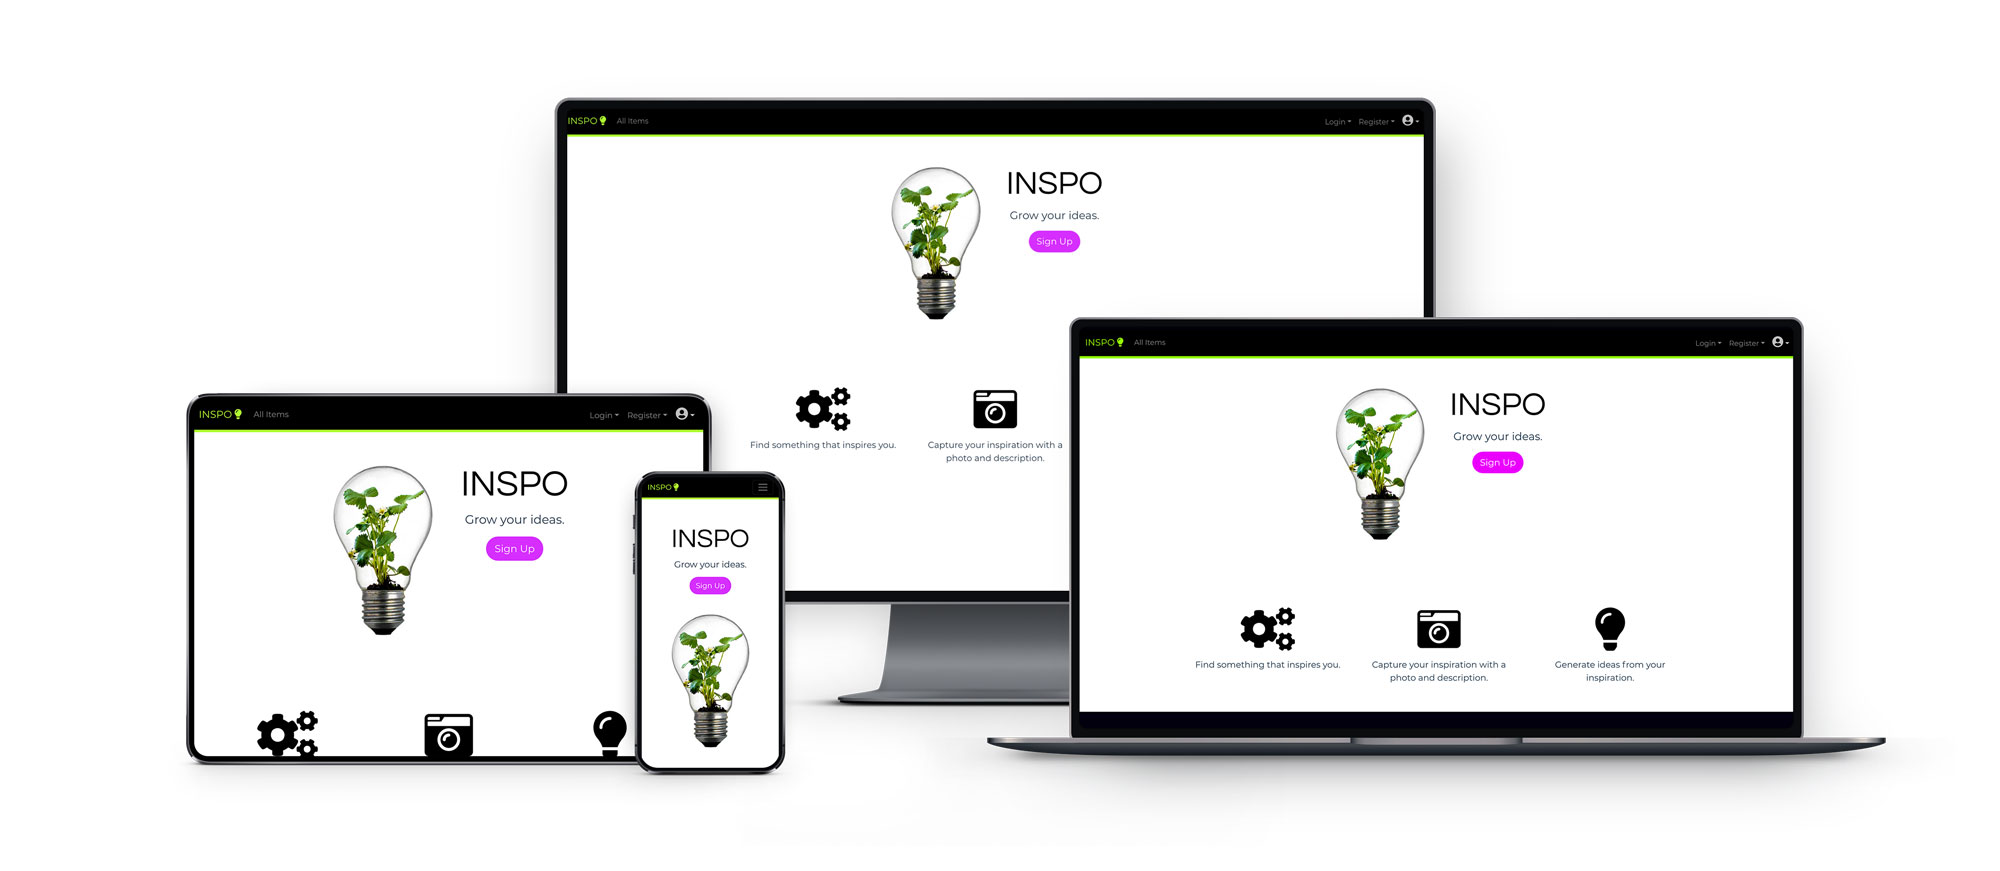 INSPO
All Items
Login
Register
INSPO
Grow your ideas.
Sign Up
Find something that inspires you.
Capture your inspiration with a
photo and description.
INSPO
All Items
Login
Register
INSPO
Grow your ideas.
Sign Up
Find something that inspires you.
Capture your inspiration with a
photo and description.
Generate ideas from your
inspiration.
INSPO
All Items
Login
Register
INSPO
Grow your ideas.
Sign Up
INSPO
INSPO
Grow your ideas.
Sign Up